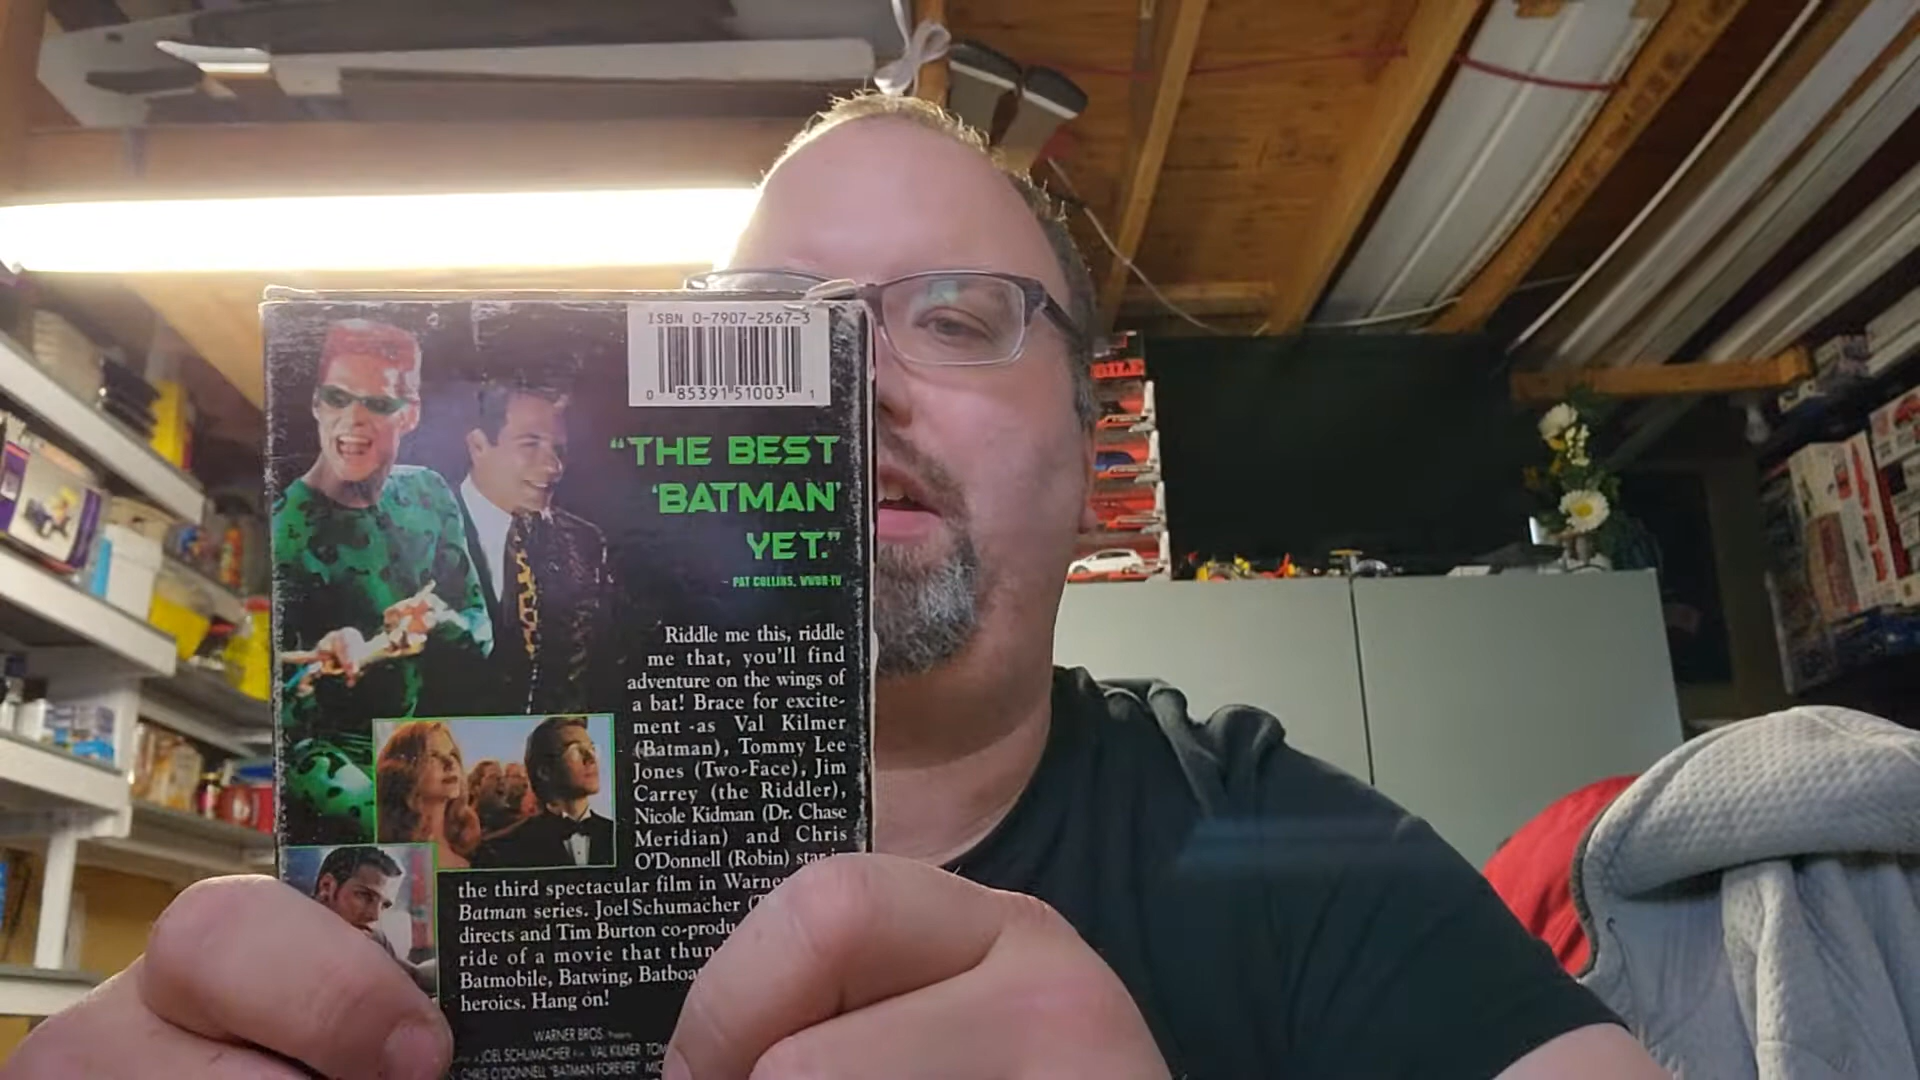 ISBN 0-7907-2567-3
0 85391 51003 1
“THE BEST
‘BATMAN’
YET.”
- PAT COLLINS, WWOR-TV
Riddle me this, riddle
me that, you'll find
adventure on the wings of
a bat! Brace for excite-
ment as Val Kilmer
(Batman), Tommy Lee
Jones (Two-Face), Jim
Carrey (the Riddler),
Nicole Kidman (Dr. Chase
Meridian) and Chris
O'Donnell (Robin) star
the third spectacular film in
Batman series. Joel Schumacher
directs and Tim Burton
ride of a movie that
Batmobile, Batwing,
heroics. Hang on!
WARNER BROS.
JOEL SCHUMACHER VAL KILMER
CHRIS O'DONNELL "BATMAN FOREVER"